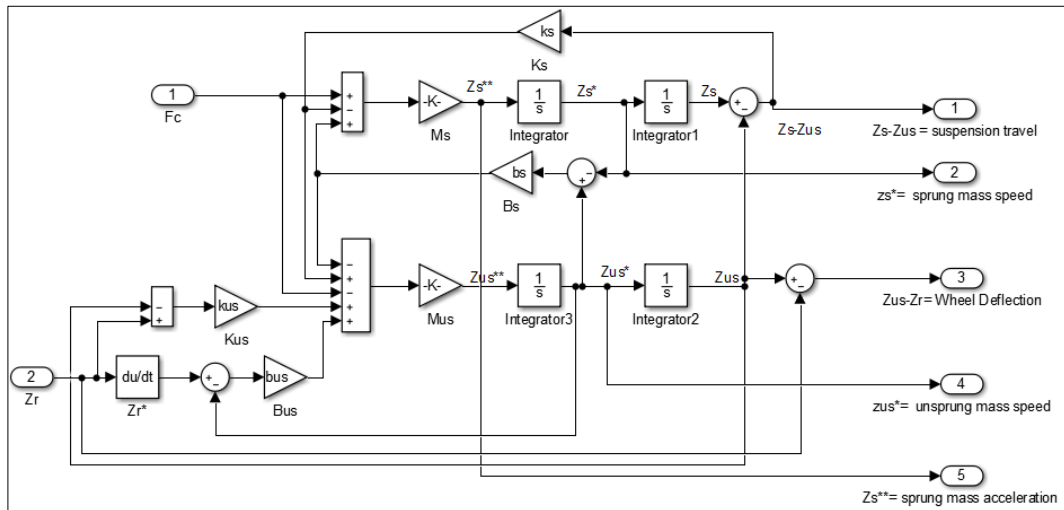 ks
Ks
1
Fc
+
−
+
-K-
Ms
Zs**
1
s
Integrator
Zs*
1
s
Integrator1
Zs
+
−
Zs-Zus
1
Zs-Zus = suspension travel
bs
Bs
+
−
2
zs*= sprung mass speed
−
+
−
+
+
-K-
Mus
Zus**
1
s
Integrator3
Zus*
1
s
Integrator2
Zus
+
−
3
Zus-Zr= Wheel Deflection
−
+
kus
Kus
2
Zr
du/dt
Zr*
+
−
bus
Bus
4
zus*= unsprung mass speed
5
Zs**= sprung mass acceleration